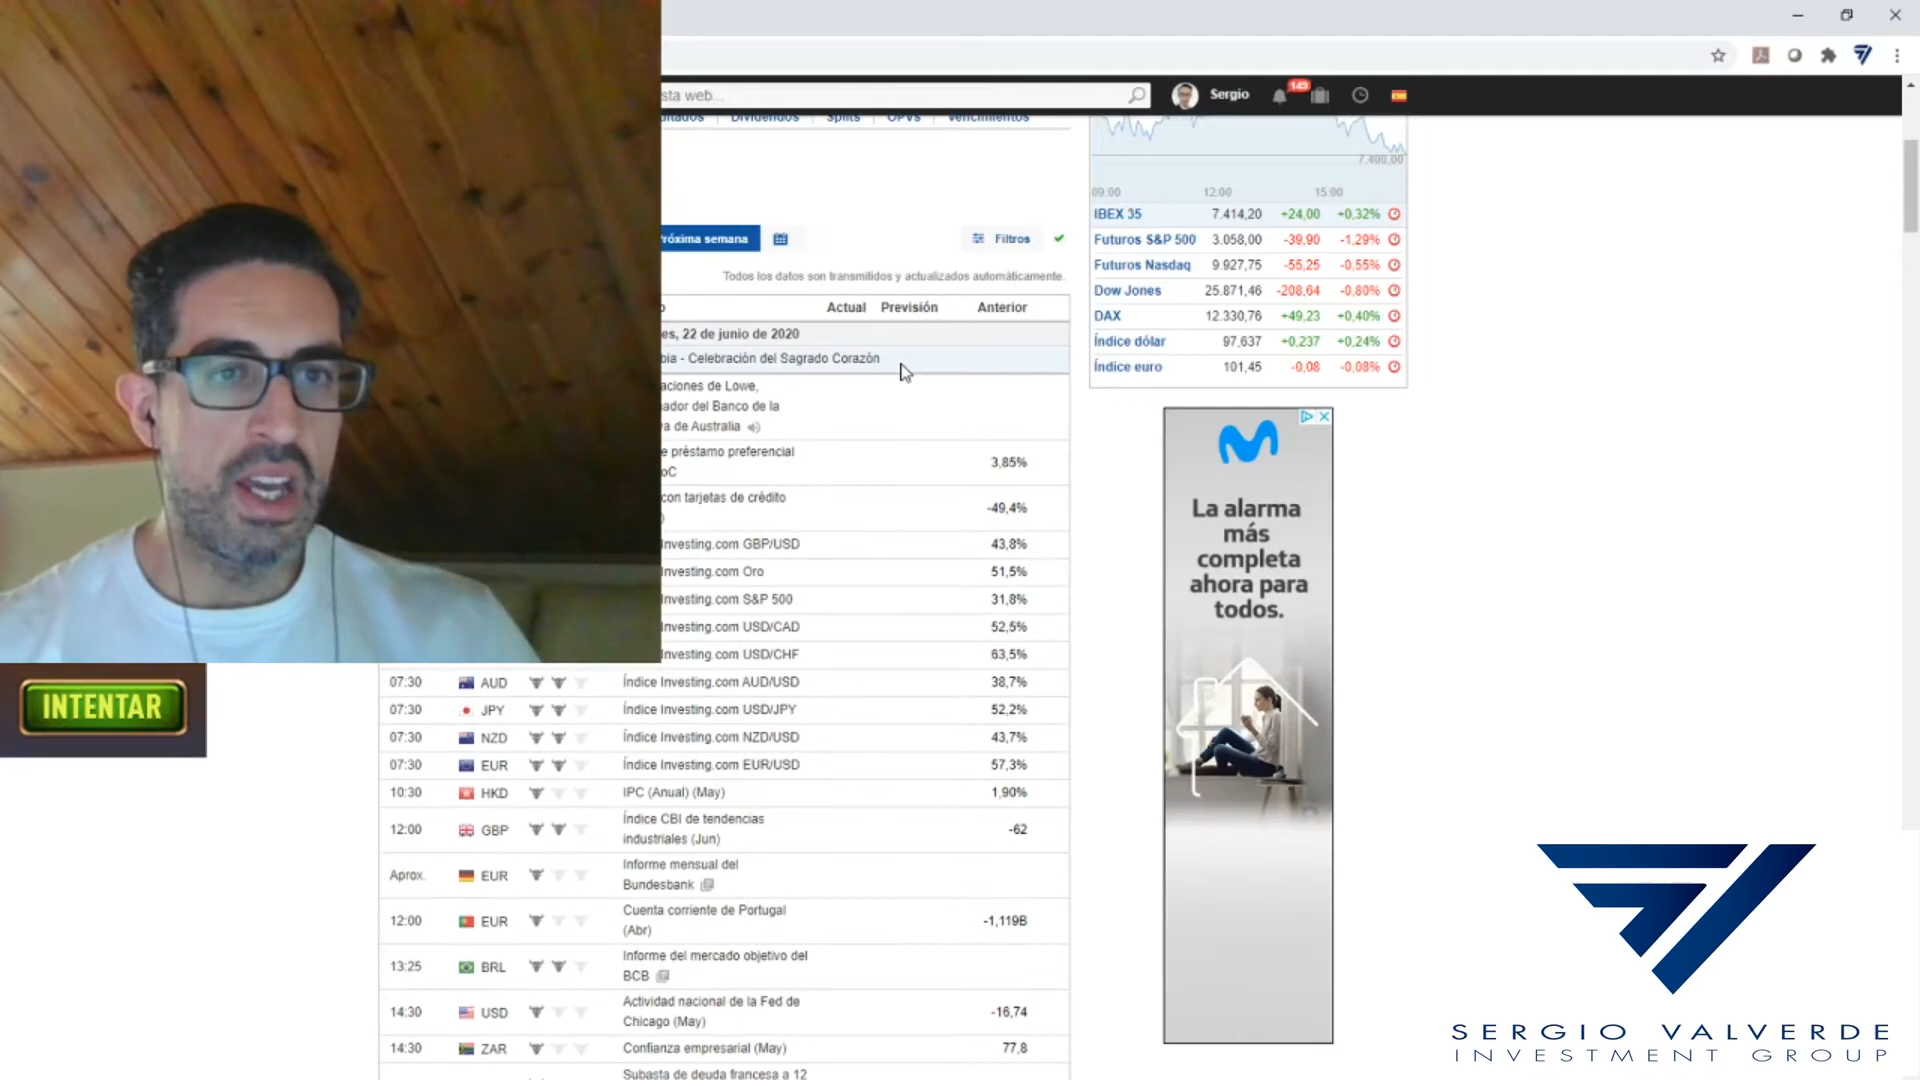 sta web...
Sergio
149
Dividendos
Splits
OPVs
Vencimientos
róxima semana
Filtros
Todos los datos son transmitidos y actualizados automáticamente.
Actual Previsión Anterior
es, 22 de junio de 2020
bia - Celebración del Sagrado Corazón
aciones de Lowe,
ador del Banco de la
va de Australia
e préstamo preferencial
oC
3,85%
con tarjetas de crédito
)
-49,4%
Investing.com GBP/USD 43,8%
Investing.com Oro 51,5%
Investing.com S&P 500 31,8%
Investing.com USD/CAD 52,5%
Investing.com USD/CHF 63,5%
07:30 AUD Índice Investing.com AUD/USD 38,7%
07:30 JPY Índice Investing.com USD/JPY 52,2%
07:30 NZD Índice Investing.com NZD/USD 43,7%
07:30 EUR Índice Investing.com EUR/USD 57,3%
10:30 HKD IPC (Anual) (May) 1,90%
12:00 GBP Índice CBI de tendencias
industriales (Jun) -62
Aprox. EUR Informe mensual del
Bundesbank
12:00 EUR Cuenta corriente de Portugal
(Abr) -1,119B
13:25 BRL Informe del mercado objetivo del
BCB
14:30 USD Actividad nacional de la Fed de
Chicago (May) -16,74
14:30 ZAR Confianza empresarial (May) 77,8
Subasta de deuda francesa a 12
7.400,00
09:00 12:00 15:00
IBEX 35 7.414,20 +24,00 +0,32%
Futuros S&P 500 3.058,00 -39,90 -1,29%
Futuros Nasdaq 9.927,75 -55,25 -0,55%
Dow Jones 25.871,46 -208,64 -0,80%
DAX 12.330,76 +49,23 +0,40%
Índice dólar 97,637 +0,237 +0,24%
Índice euro 101,45 -0,08 -0,08%
La alarma
más
completa
ahora para
todos.
INTENTAR
SERGIO VALVERDE
INVESTMENT GROUP